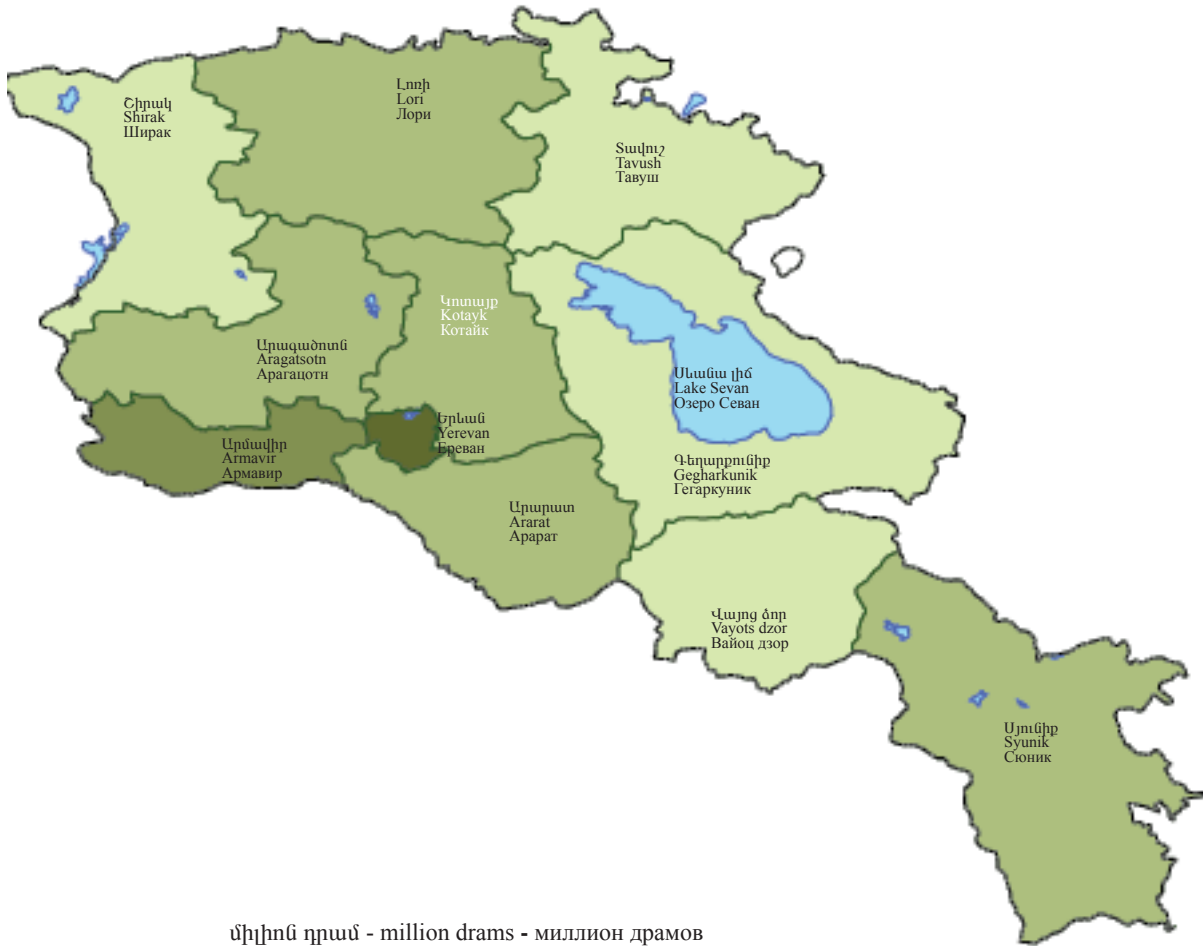 Լոռի
Lori
Лори
Շիրակ
Shirak
Ширак
Տավուշ
Tavush
Тавуш
Կոտայք
Kotayk
Котайк
Արագածոտն
Aragatsotn
Арагацотн
Սևանա լիճ
Lake Sevan
Озеро Севан
Երևան
Yerevan
Ереван
Արմավիր
Armavir
Армавир
Գեղարքունիք
Gegharkunik
Гегаркуник
Արարատ
Ararat
Арарат
Վայոց ձոր
Vayots dzor
Вайоц дзор
Սյունիք
Syunik
Сюник
միլիոն դրամ - million drams - миллион драмов